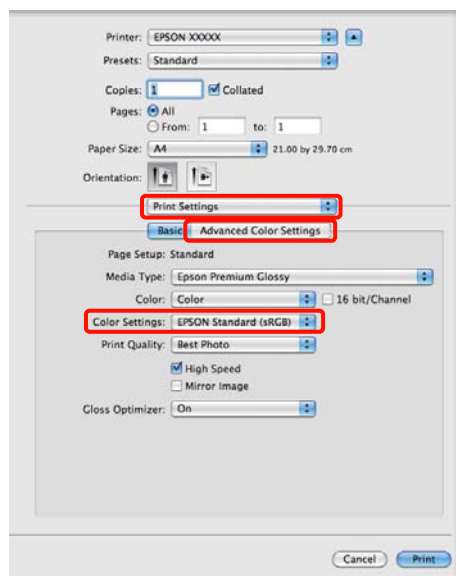 Printer: EPSON XXXXX
Presets: Standard
Copies: 1 Collated
Pages: All
From: 1 to: 1
Paper Size: A4 21.00 by 29.70 cm
Orientation:
Print Settings
Basic Advanced Color Settings
Page Setup: Standard
Media Type: Epson Premium Glossy
Color: Color 16 bit/Channel
Color Settings: EPSON Standard (sRGB)
Print Quality: Best Photo
High Speed
Mirror Image
Gloss Optimizer: On
Cancel Print